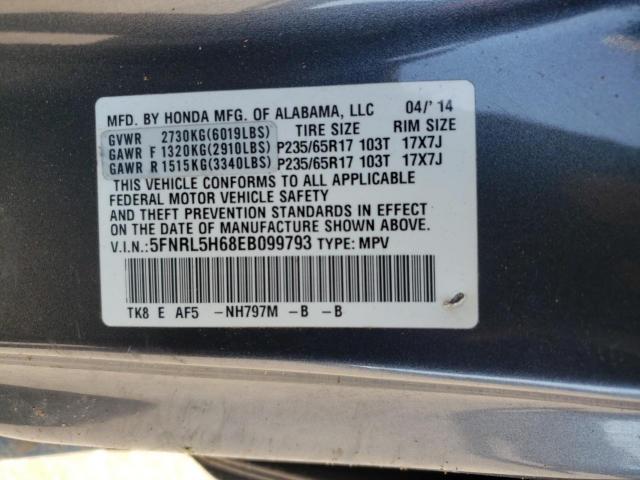 MFD. BY HONDA MFG. OF ALABAMA, LLC 04/'14
GVWR 2730KG(6019LBS) TIRE SIZE RIM SIZE
GAWR F 1320KG(2910LBS) P235/65R17 103T 17X7J
GAWR R 1515KG(3340LBS) P235/65R17 103T 17X7J
THIS VEHICLE CONFORMS TO ALL APPLICABLE
FEDERAL MOTOR VEHICLE SAFETY
AND THEFT PREVENTION STANDARDS IN EFFECT
ON THE DATE OF MANUFACTURE SHOWN ABOVE.
V.I.N.:5FNRL5H68EB099793 TYPE: MPV
TK8 E AF5 -NH797M -B -B